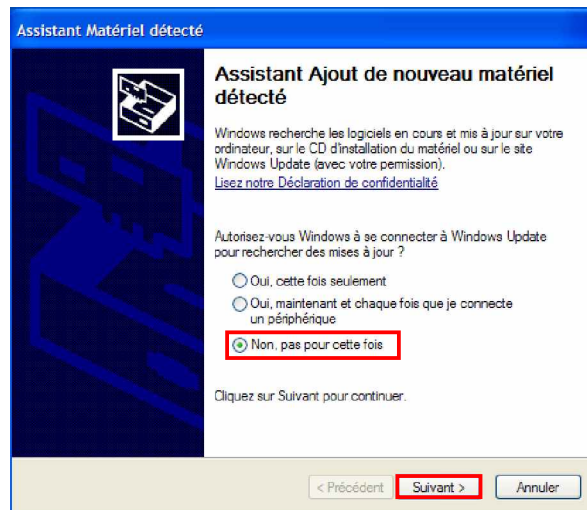 Assistant Matériel détecté
Assistant Ajout de nouveau matériel
détecté
Windows recherche les logiciels en cours et mis à jour sur votre
ordinateur, sur le CD d'installation du matériel ou sur le site
Windows Update (avec votre permission).
Lisez notre Déclaration de confidentialité
Autorisez-vous Windows à se connecter à Windows Update
pour rechercher des mises à jour ?
Oui, cette fois seulement
Oui, maintenant et chaque fois que je connecte
un périphérique
Non, pas pour cette fois
Cliquez sur Suivant pour continuer.
< Précédent Suivant > Annuler